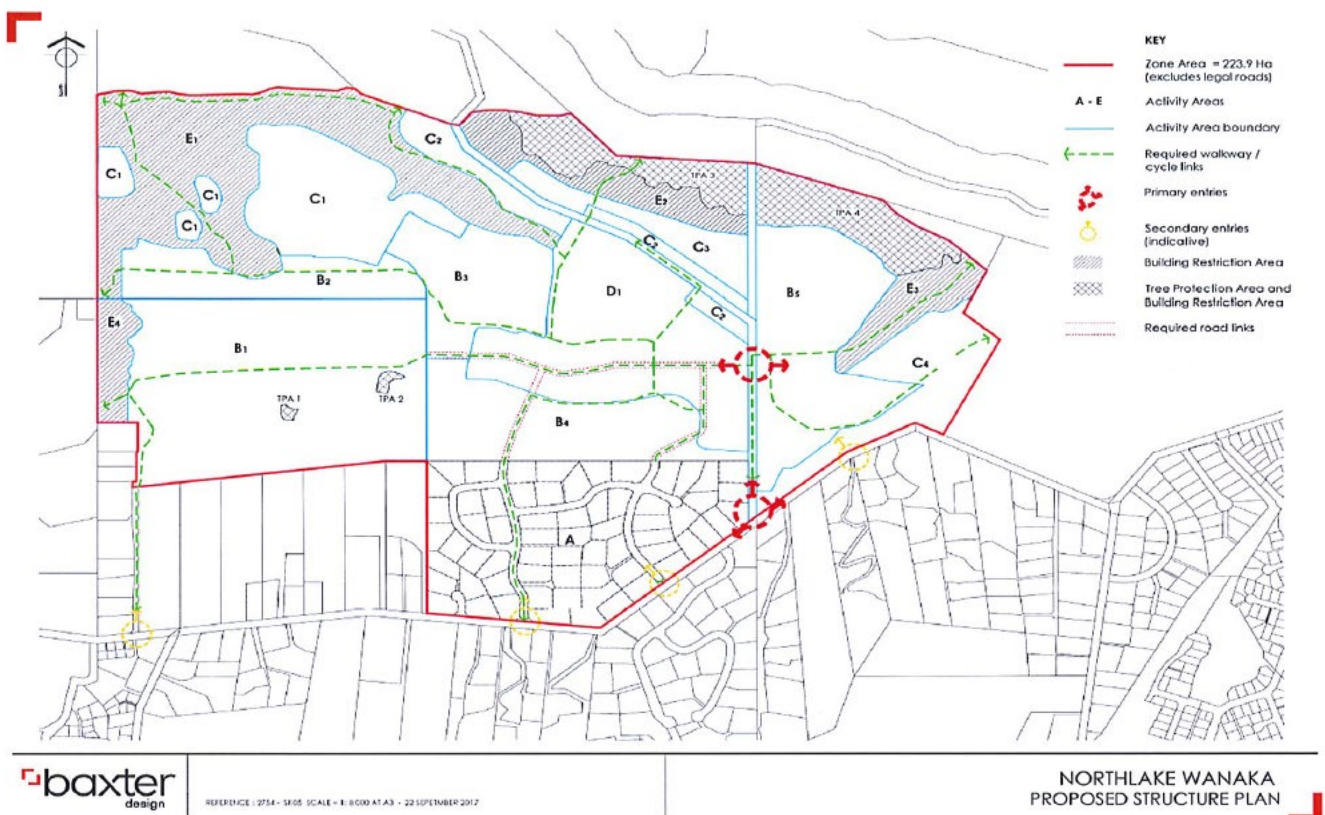 KEY
Zone Area = 223.9 Ha
(excludes legal roads)
A - E Activity Areas
Activity Area boundary
Required walkway /
cycle links
Primary entries
Secondary entries
(indicative)
Building Restriction Area
Tree Protection Area and
Building Restriction Area
Required road links
E1
C2
C1
C1
C1
C1
TPA 3
E2
TPA 4
C2
C3
B3
B2
D1
B5
E3
C2
E4
B1
C4
TPA 1
TPA 2
B4
A
baxter
design
REFERENCE : 2754 - SK05 SCALE = 1: 8000 AT A3 - 22 SEPETMBER 2017
NORTHLAKE WANAKA
PROPOSED STRUCTURE PLAN